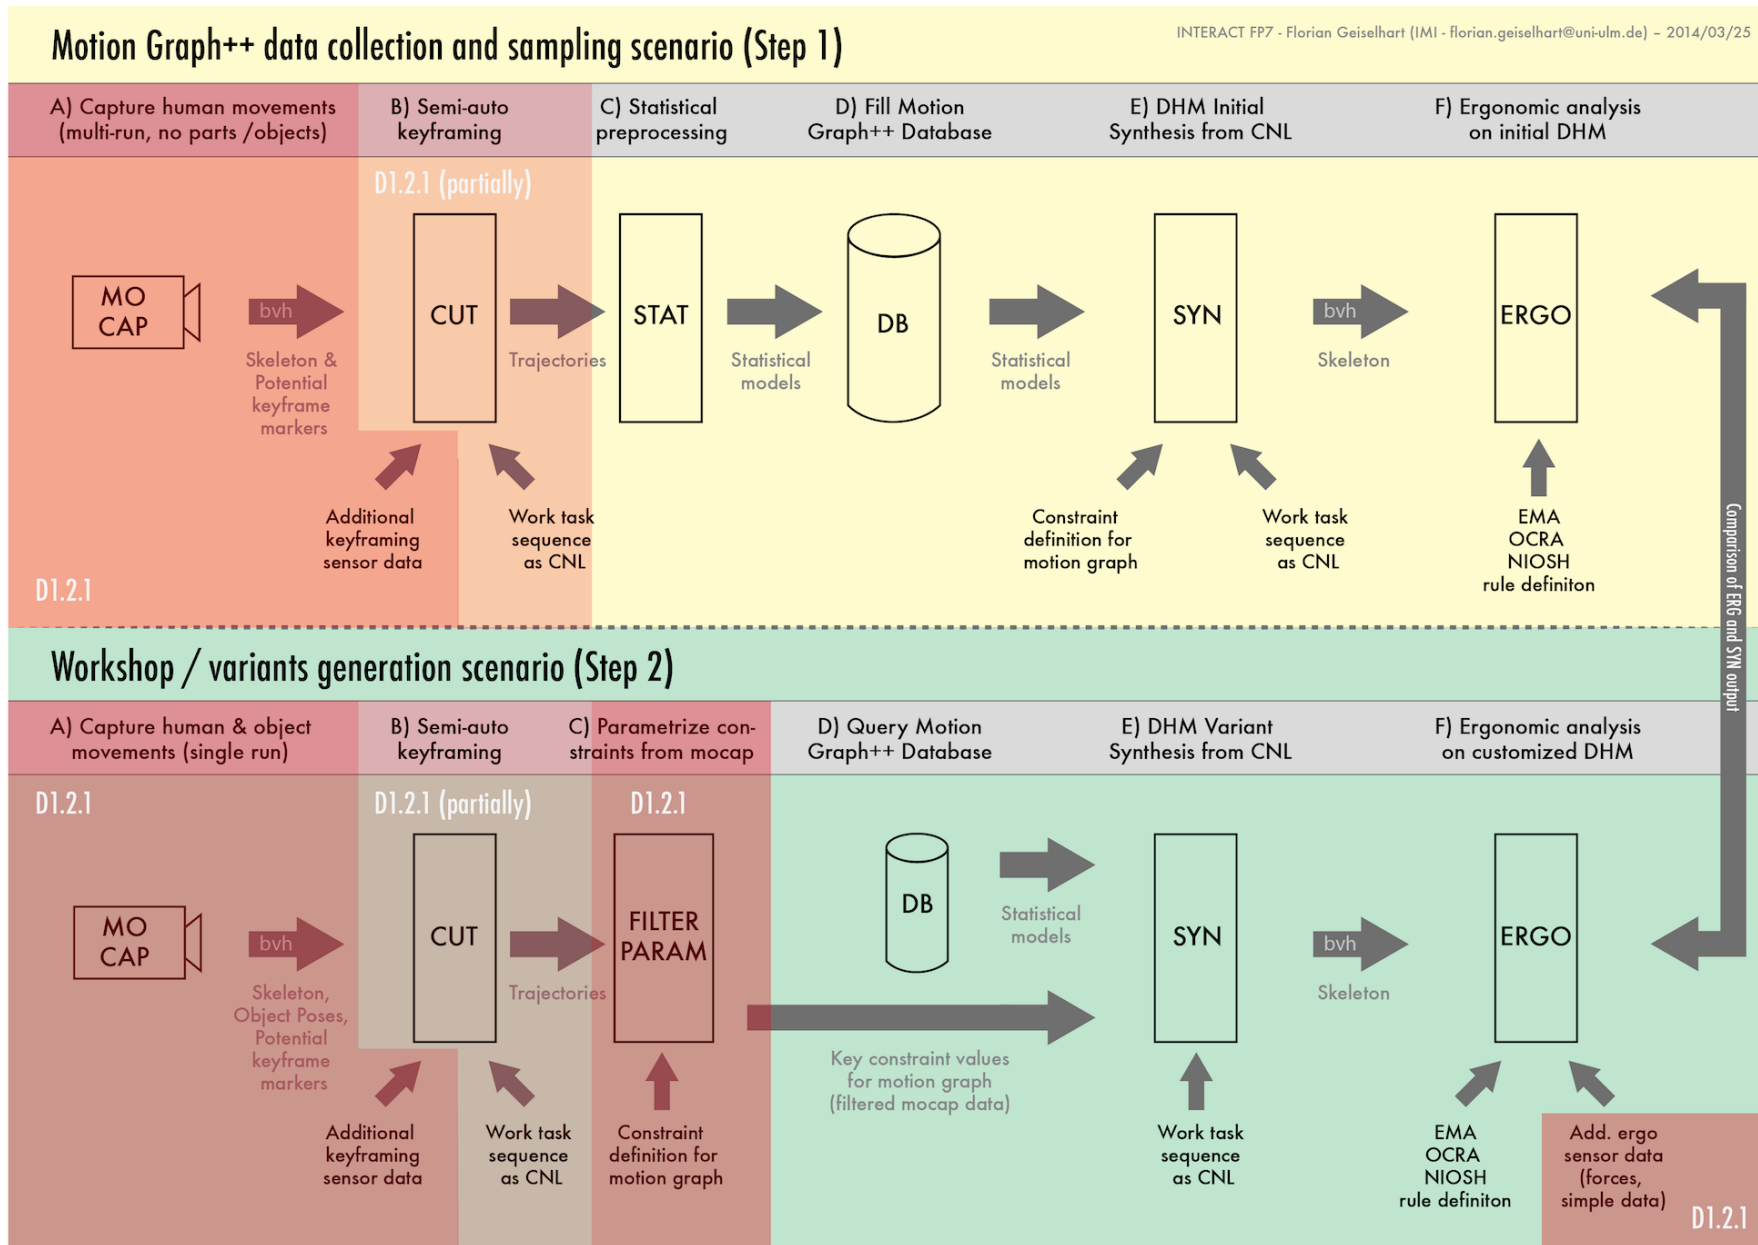 Motion Graph++ data collection and sampling scenario (Step 1)
INTERACT FP7 - Florian Geiselhart (IMI - florian.geiselhart@uni-ulm.de) – 2014/03/25
A) Capture human movements
(multi-run, no parts /objects)
B) Semi-auto
keyframing
C) Statistical
preprocessing
D) Fill Motion
Graph++ Database
E) DHM Initial
Synthesis from CNL
F) Ergonomic analysis
on initial DHM
D1.2.1 (partially)
MO
CAP
bvh
Skeleton &
Potential
keyframe
markers
CUT
Trajectories
STAT
Statistical
models
DB
Statistical
models
SYN
bvh
Skeleton
ERGO
Additional
keyframing
sensor data
Work task
sequence
as CNL
Constraint
definition for
motion graph
Work task
sequence
as CNL
EMA
OCRA
NIOSH
rule definiton
D1.2.1
Comparison of ERG and SYN output
Workshop / variants generation scenario (Step 2)
A) Capture human & object
movements (single run)
B) Semi-auto
keyframing
C) Parametrize con-
straints from mocap
D) Query Motion
Graph++ Database
E) DHM Variant
Synthesis from CNL
F) Ergonomic analysis
on customized DHM
D1.2.1
D1.2.1 (partially)
D1.2.1
MO
CAP
bvh
Skeleton,
Object Poses,
Potential
keyframe
markers
CUT
Trajectories
FILTER
PARAM
DB
Statistical
models
Key constraint values
for motion graph
(filtered mocap data)
SYN
bvh
Skeleton
ERGO
Additional
keyframing
sensor data
Work task
sequence
as CNL
Constraint
definition for
motion graph
Work task
sequence
as CNL
EMA
OCRA
NIOSH
rule definiton
Add. ergo
sensor data
(forces,
simple data)
D1.2.1